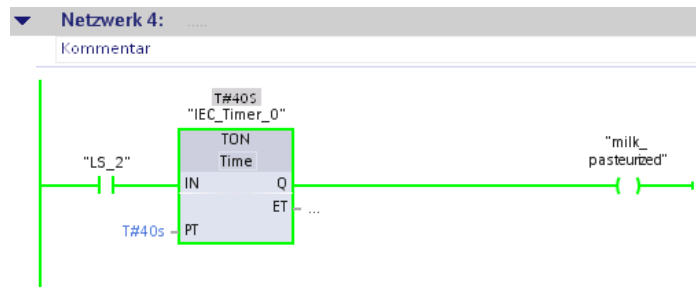 Netzwerk 4: .....
Kommentar
T#40S
"IEC_Timer_0"
TON
Time
"LS_2"
IN
Q
ET
...
T#40s
PT
"milk_
pasteurized"